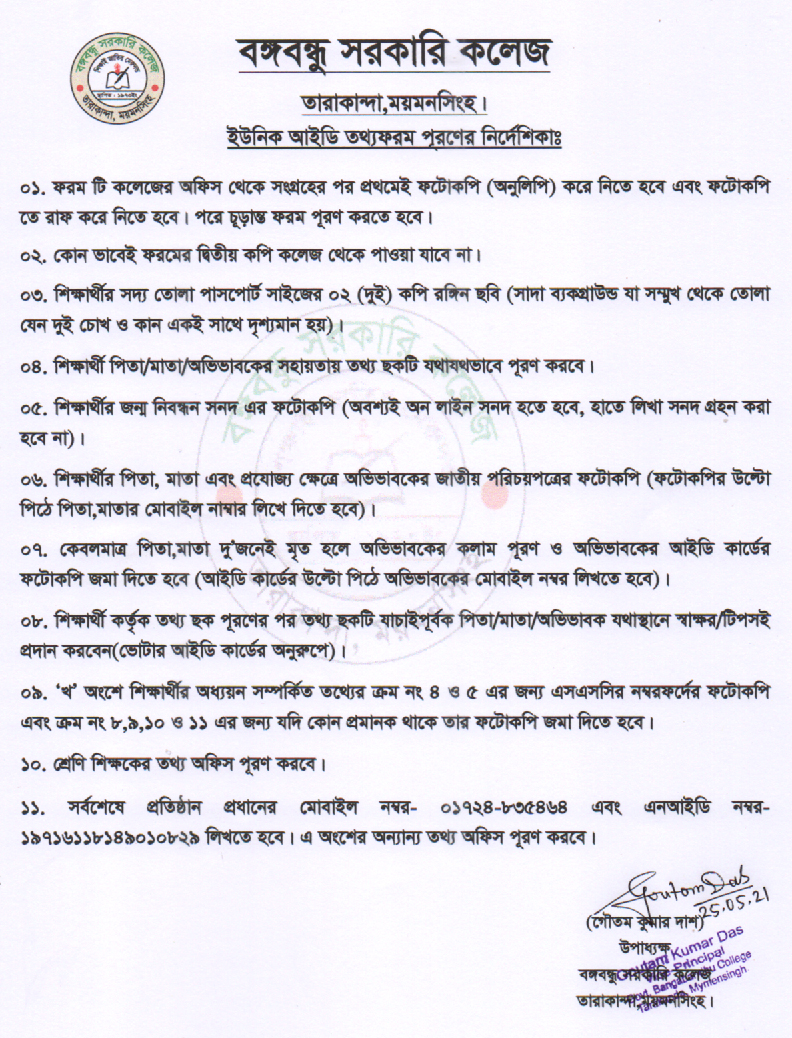 বঙ্গবন্ধু সরকারি কলেজ
তারাকান্দা,ময়মনসিংহ।
ইউনিক আইডি তথ্যফরম পূরণের নির্দেশিকাঃ
বঙ্গবন্ধু সরকারি কলেজ
তারাকান্দা, ময়মনসিংহ
০১. ফরম টি কলেজের অফিস থেকে সংগ্রহের পর প্রথমেই ফটোকপি (অনুলিপি) করে নিতে হবে এবং ফটোকপি
তে রাফ করে নিতে হবে। পরে চূড়ান্ত ফরম পূরণ করতে হবে।
০২. কোন ভাবেই ফরমের দ্বিতীয় কপি কলেজ থেকে পাওয়া যাবে না।
০৩. শিক্ষার্থীর সদ্য তোলা পাসপোর্ট সাইজের ০২ (দুই) কপি রঙ্গিন ছবি (সাদা ব্যকগ্রাউন্ড যা সম্মুখ থেকে তোলা
যেন দুই চোখ ও কান একই সাথে দৃশ্যমান হয়)।
০৪. শিক্ষার্থী পিতা/মাতা/অভিভাবকের সহায়তায় তথ্য ছকটি যথাযথভাবে পূরণ করবে।
০৫. শিক্ষার্থীর জন্ম নিবন্ধন সনদ এর ফটোকপি (অবশ্যই অন লাইন সনদ হতে হবে, হাতে লিখা সনদ গ্রহন করা
হবে না)।
০৬. শিক্ষার্থীর পিতা, মাতা এবং প্রযোজ্য ক্ষেত্রে অভিভাবকের জাতীয় পরিচয়পত্রের ফটোকপি (ফটোকপির উল্টো
পিঠে পিতা,মাতার মোবাইল নাম্বার লিখে দিতে হবে)।
০৭. কেবলমাত্র পিতা,মাতা দু'জনেই মৃত হলে অভিভাবকের কলাম পূরণ ও অভিভাবকের আইডি কার্ডের
ফটোকপি জমা দিতে হবে (আইডি কার্ডের উল্টো পিঠে অভিভাবকের মোবাইল নম্বর লিখতে হবে)।
০৮. শিক্ষার্থী কর্তৃক তথ্য ছক পূরণের পর তথ্য ছকটি যাচাইপূর্বক পিতা/মাতা/অভিভাবক যথাস্থানে স্বাক্ষর/টিপসই
প্রদান করবেন(ভোটার আইডি কার্ডের অনুরুপে)।
০৯. 'খ' অংশে শিক্ষার্থীর অধ্যয়ন সম্পর্কিত তথ্যের ক্রম নং ৪ ও ৫ এর জন্য এসএসসির নম্বরফর্দের ফটোকপি
এবং ক্রম নং ৮,৯,১০ ও ১১ এর জন্য যদি কোন প্রমানক থাকে তার ফটোকপি জমা দিতে হবে।
১০. শ্রেণি শিক্ষকের তথ্য অফিস পূরণ করবে।
১১. সর্বশেষে প্রতিষ্ঠান প্রধানের মোবাইল নম্বর- ০১৭২৪-৮৩৫৪৬৪ এবং এনআইডি নম্বর-
১৯৭১৬১১৮১৪৯০১০৮২৯ লিখতে হবে। এ অংশের অন্যান্য তথ্য অফিস পূরণ করবে।
Goutom Das
25.05.21
(গৌতম কুমার দাশ)
উপাধ্যক্ষ
বঙ্গবন্ধু সরকারি কলেজ
তারাকান্দা,ময়মনসিংহ।
Goutam Kumar Das
Principal
Govt. Bangabandhu College
Tarakanda, Mymensingh.